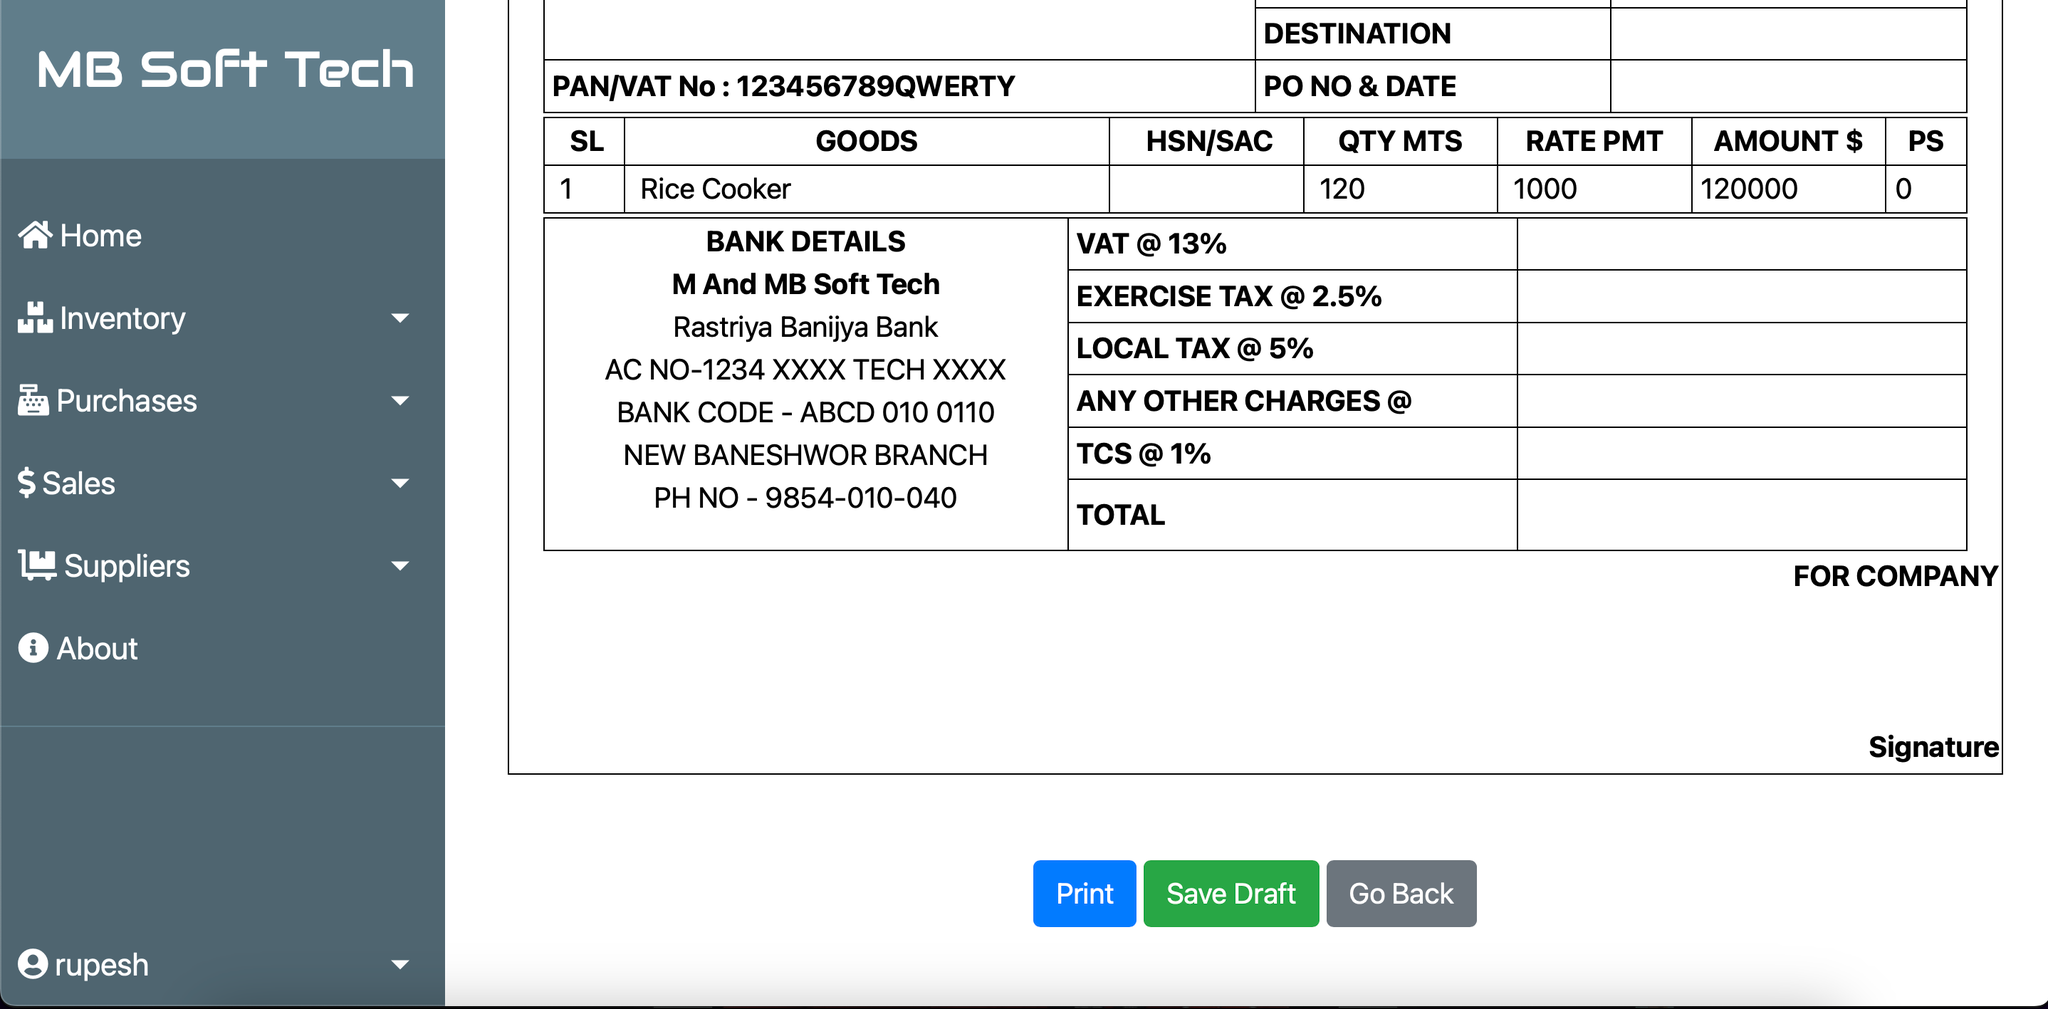 MB Soft Tech
Home
Inventory
Purchases
Sales
Suppliers
About
rupesh
DESTINATION
PAN/VAT No : 123456789QWERTY PO NO & DATE
SL GOODS HSN/SAC QTY MTS RATE PMT AMOUNT $ PS
1 Rice Cooker 120 1000 120000 0
BANK DETAILS
M And MB Soft Tech
Rastriya Banijya Bank
AC NO-1234 XXXX TECH XXXX
BANK CODE - ABCD 010 0110
NEW BANESHWOR BRANCH
PH NO - 9854-010-040
VAT @ 13%
EXERCISE TAX @ 2.5%
LOCAL TAX @ 5%
ANY OTHER CHARGES @
TCS @ 1%
TOTAL
FOR COMPANY
Signature
Print Save Draft Go Back